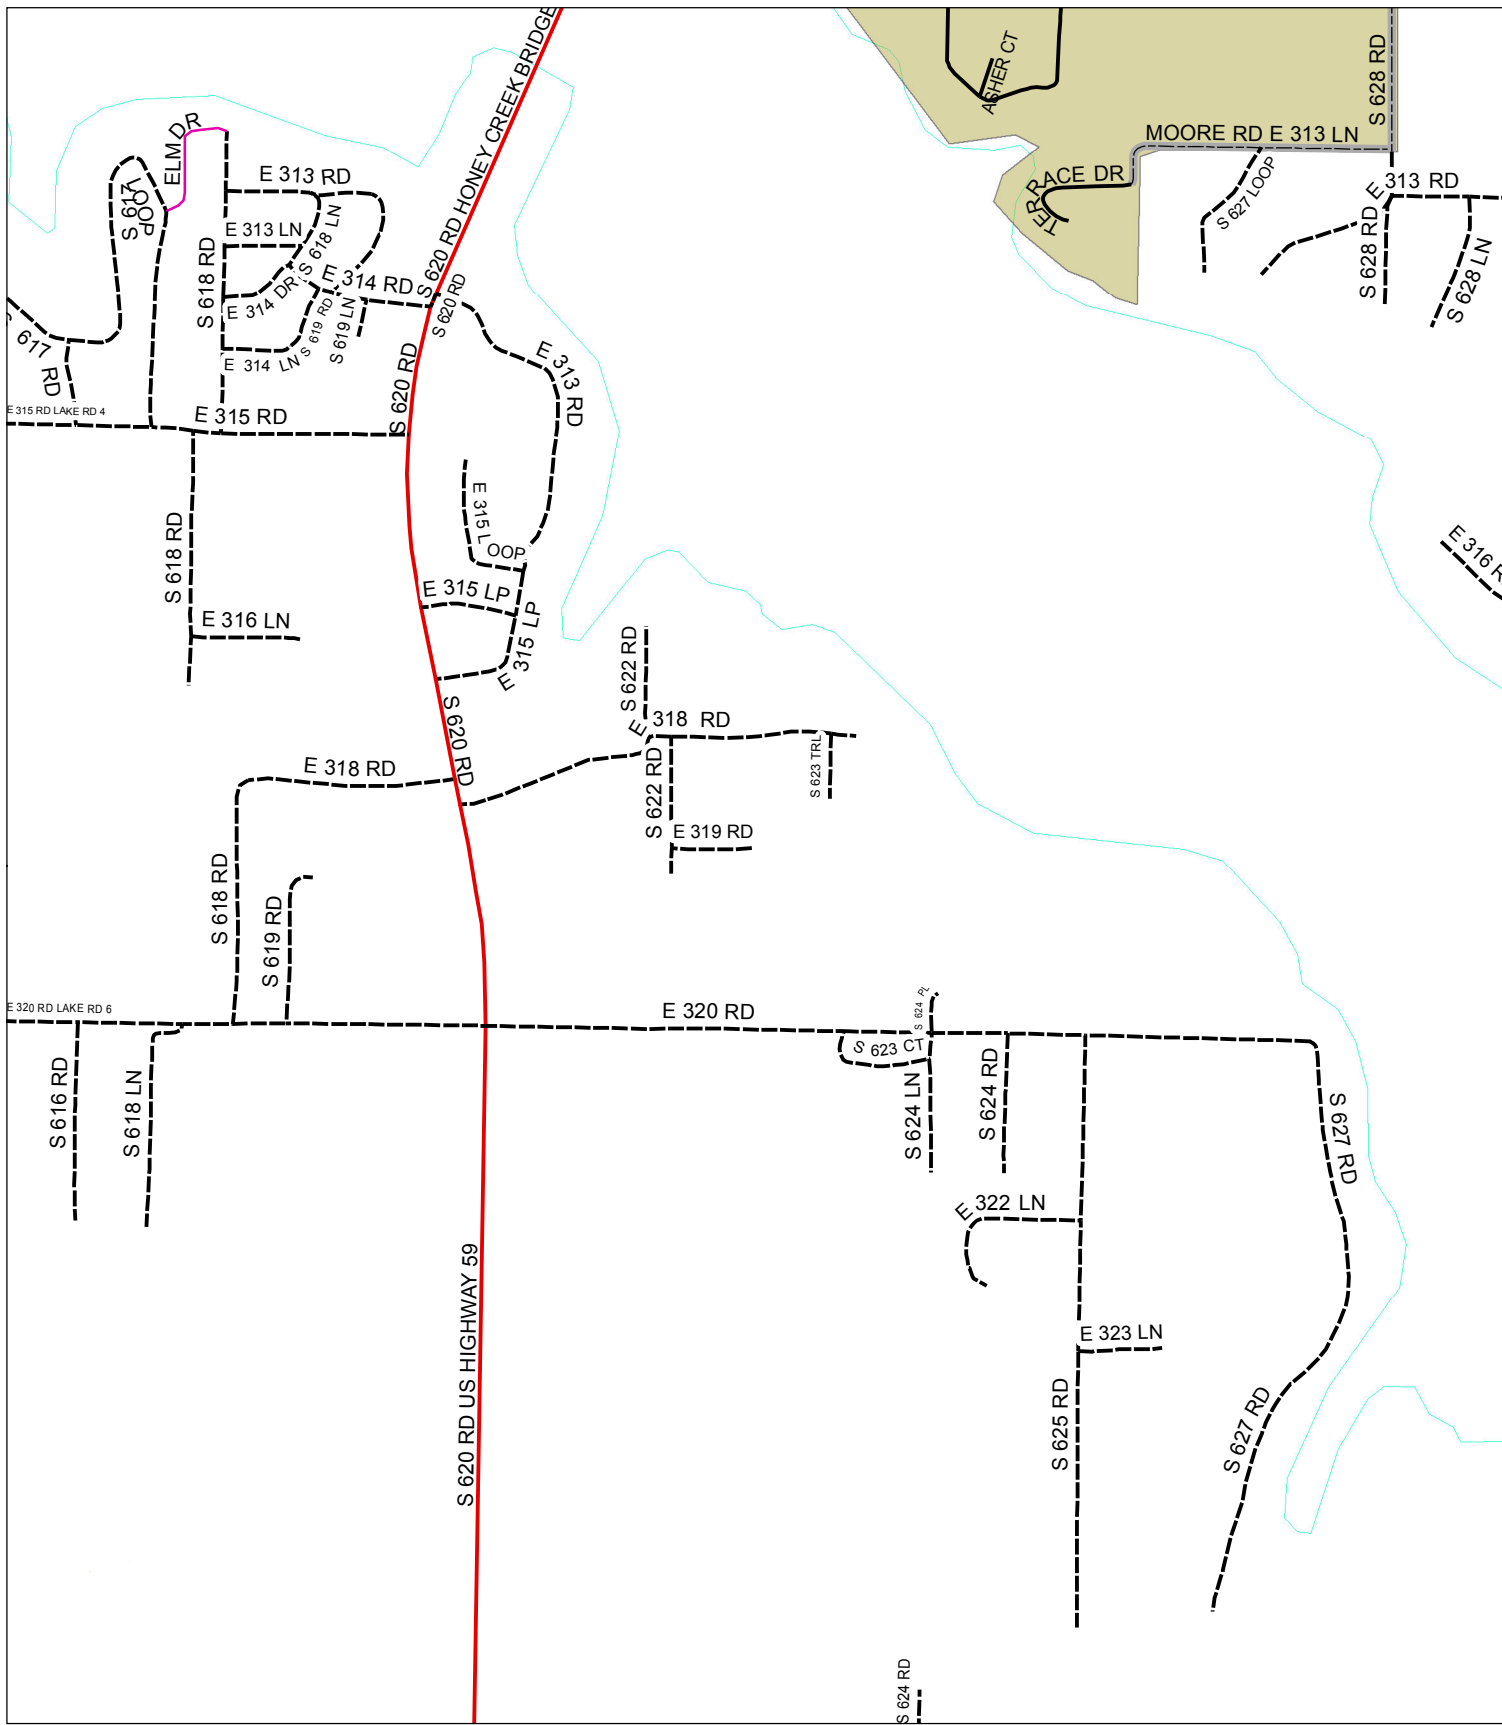 S 620 RD HONEY CREEK BRIDGE
ASHER CT
S 628 RD
MOORE RD E 313 LN
ELM DR
E 313 RD
TERRACE DR
S 627 LOOP
E 313 RD
S 617 LOOP
E 313 LN
S 618 LN
S 618 RD
E 314 RD
E 314 DR
S 619 RD
S 619 LN
S 620 RD
S 628 RD
S 628 LN
S 617 RD
E 314 LN
S 620 RD
E 313 RD
E 315 RD LAKE RD 4
E 315 RD
E 315 LOOP
S 618 RD
E 316 R
E 315 LP
E 316 LN
E 315 LP
S 622 RD
S 620 RD
E 318 RD
E 318 RD
S 622 RD
S 623 TRL
E 319 RD
S 618 RD
S 619 RD
E 320 RD LAKE RD 6
E 320 RD
S 624 PL
S 623 CT
S 616 RD
S 618 LN
S 624 LN
S 624 RD
S 627 RD
E 322 LN
S 620 RD US HIGHWAY 59
E 323 LN
S 625 RD
S 627 RD
S 624 RD